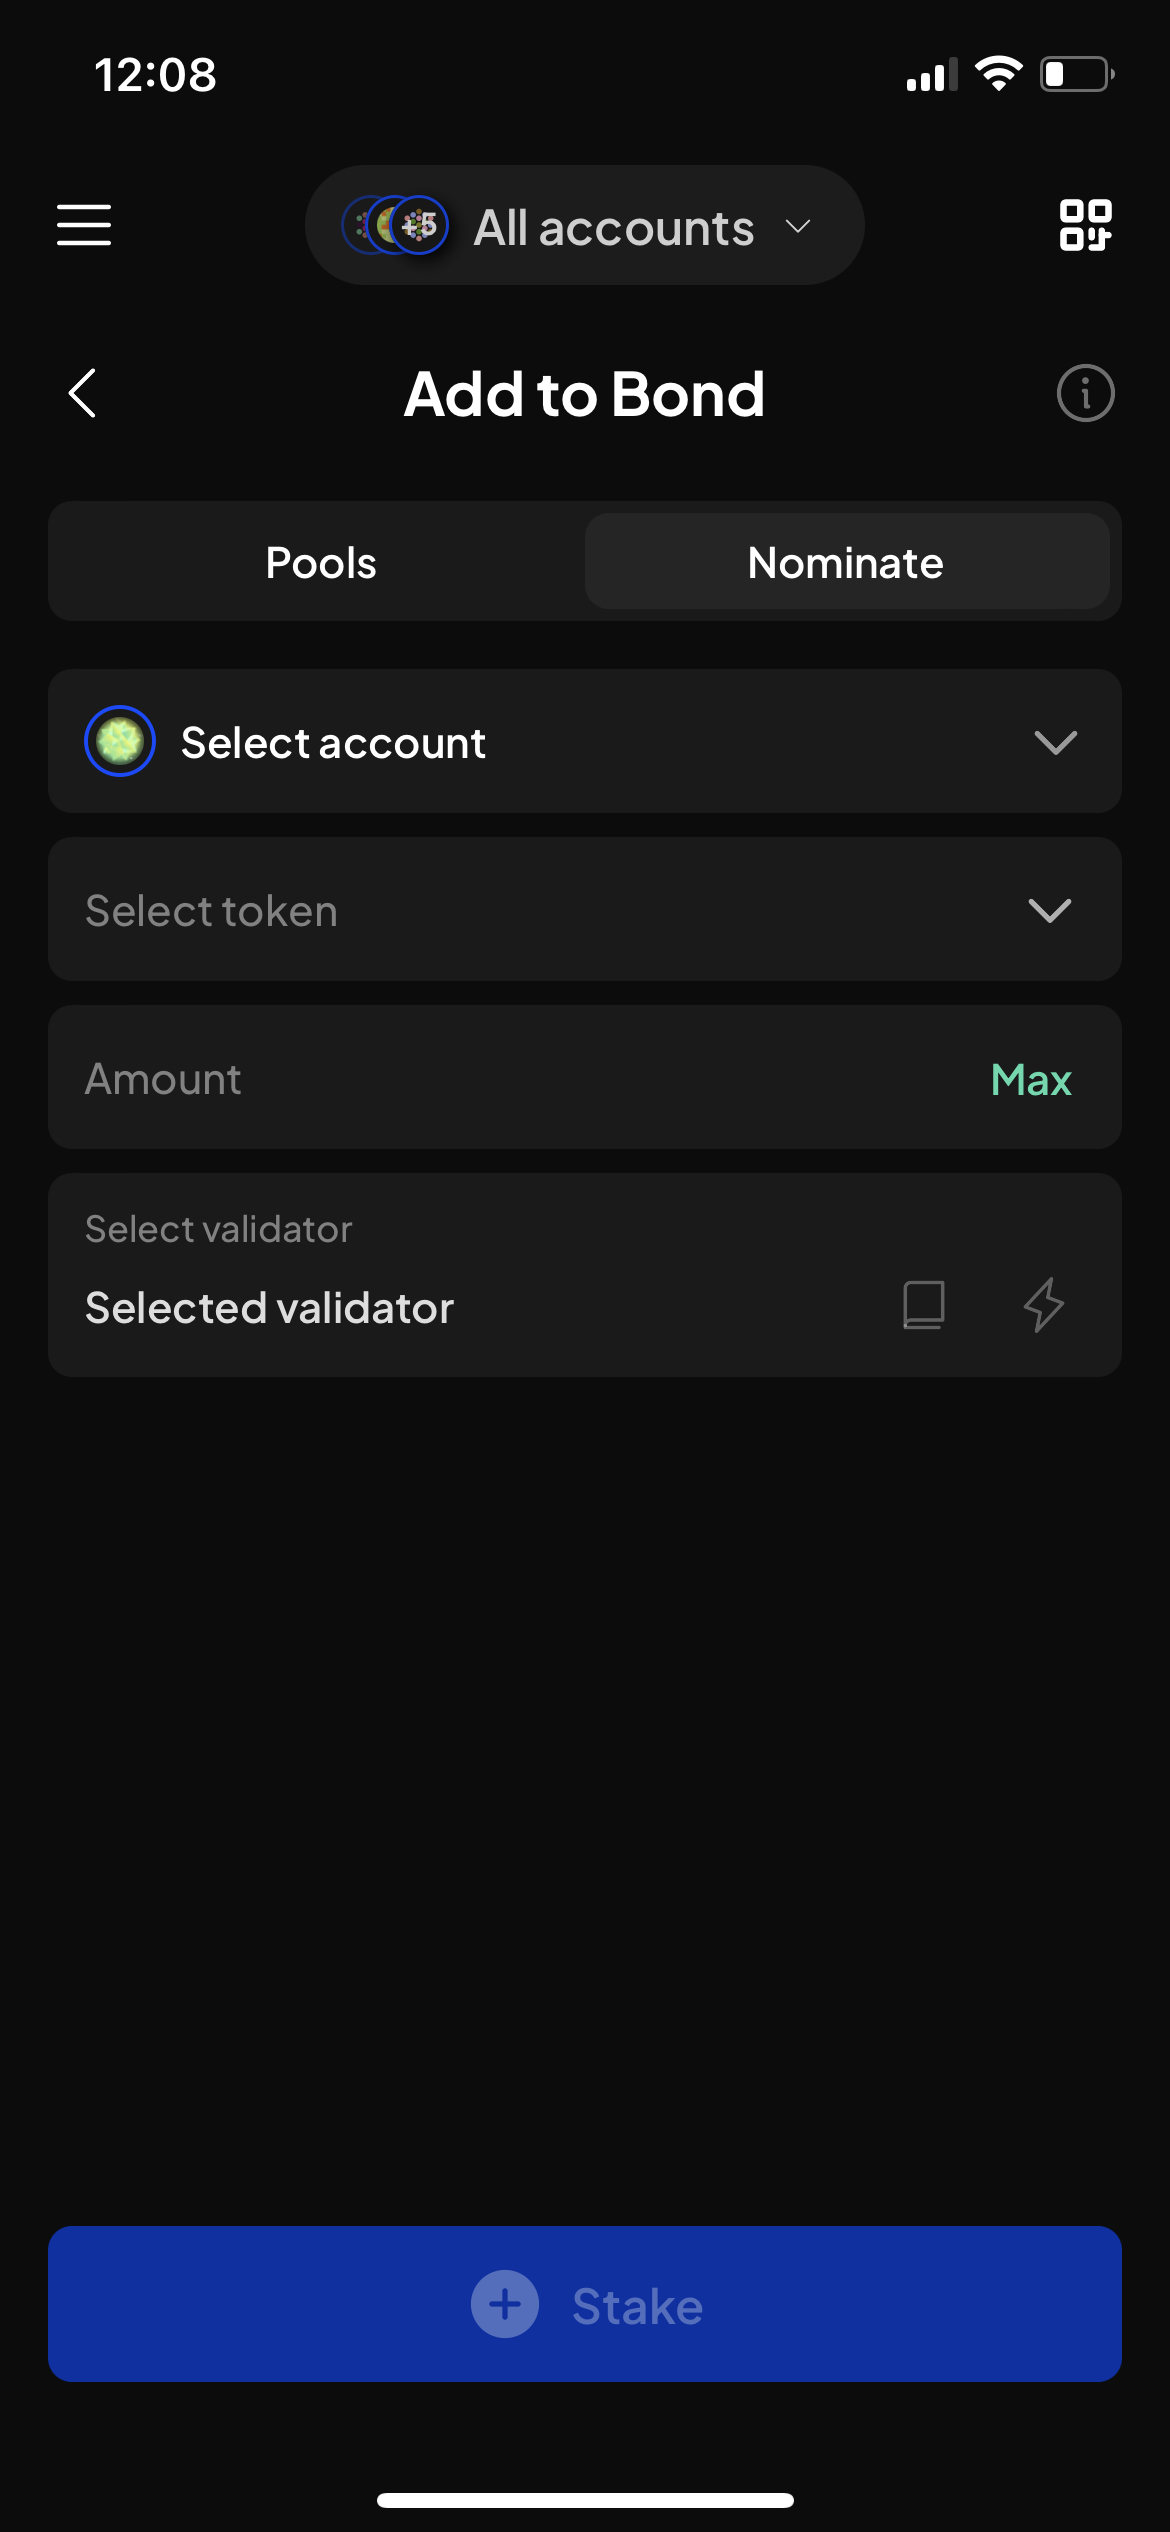 12:08
+5 All accounts
Add to Bond
Pools Nominate
Select account
Select token
Amount Max
Select validator
Selected validator
Stake